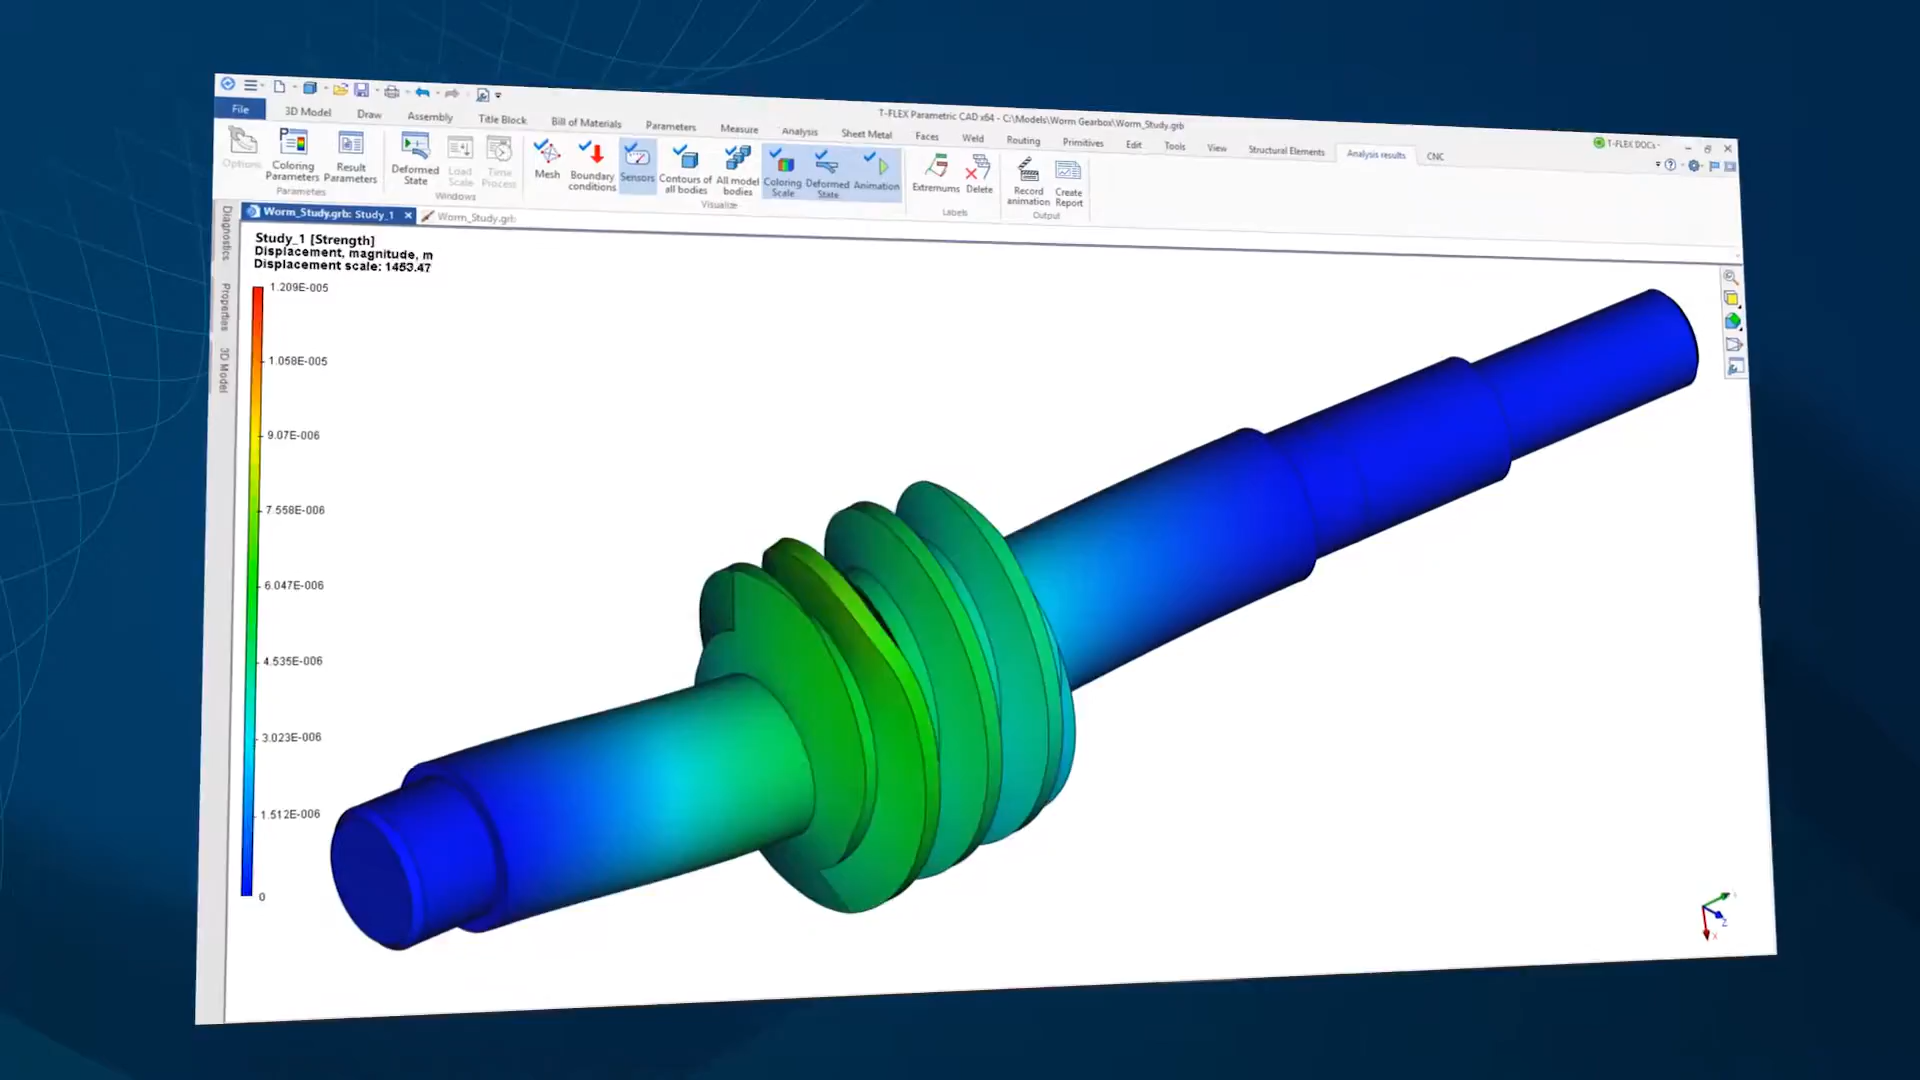 T-FLEX Parametric CAD x64 - C:\Models\Worm Gearbox\Worm_Study.grb
T-FLEX DOCs
File
3D Model
Draw
Assembly
Title Block
Bill of Materials
Parameters
Measure
Analysis
Sheet Metal
Faces
Weld
Routing
Primitives
Edit
Tools
View
Structural Elements
Analysis results
CNC
Options
Coloring
Parameters
Result
Parameters
Parameters
Deformed
State
Load
Scale
Time
Process
Windows
Mesh
Boundary
conditions
Sensors
Contours of
all bodies
All model
bodies
Coloring
Scale
Deformed
State
Animation
Visualize
Extremums
Delete
Labels
Record
animation
Create
Report
Output
Worm_Study.grb: Study_1
Worm_Study.grb
Diagnostics
Properties
3D Model
Study_1 [Strength]
Displacement, magnitude, m
Displacement scale: 1453.47
1.209E-005
1.058E-005
9.07E-006
7.558E-006
6.047E-006
4.535E-006
3.023E-006
1.512E-006
0
Z
X